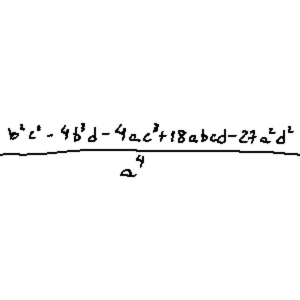 b²c² - 4b³d - 4ac³ + 18abcd - 27a²d²
a⁴